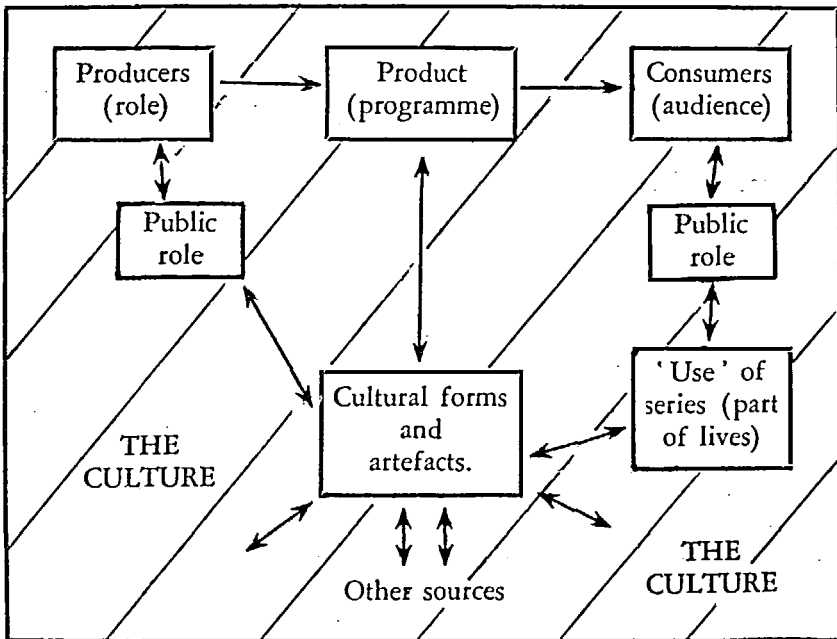 Producers
(role)
Product
(programme)
Consumers
(audience)
Public
role
Public
role
Cultural forms
and
artefacts.
'Use' of
series (part
of lives)
THE
CULTURE
Other sources
THE
CULTURE